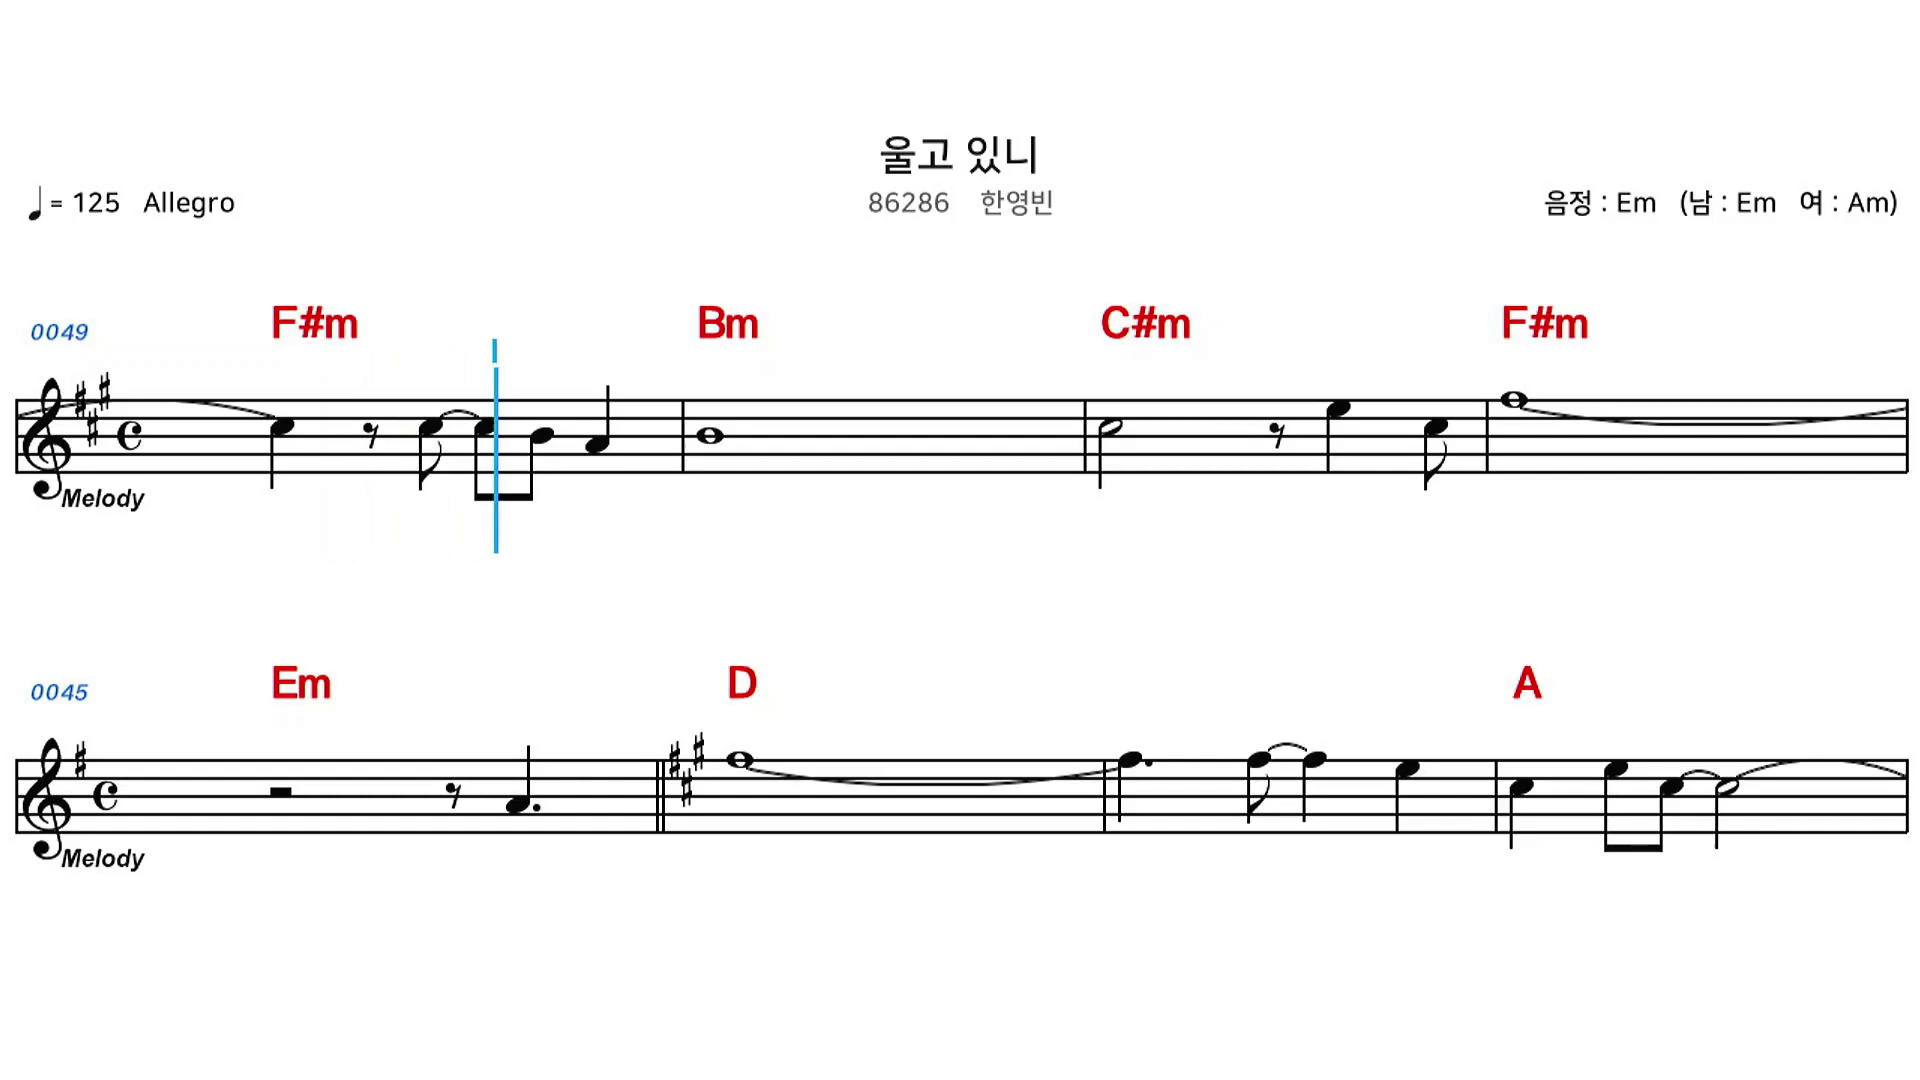 울고 있니
♩ = 125 Allegro
86286 한영빈
음정 : Em (남 : Em 여 : Am)
0049 F#m Bm C#m F#m
Melody
0045 Em D A
Melody